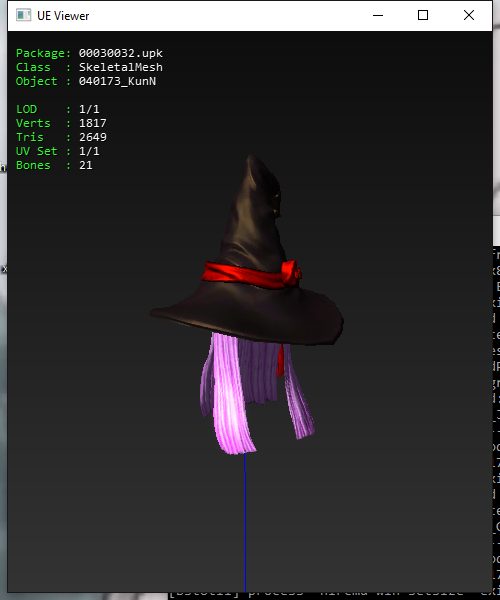 UE Viewer
Package: 00030032.upk
Class : SkeletalMesh
Object : 040173_KunN
LOD : 1/1
Verts : 1817
Tris : 2649
UV Set : 1/1
Bones : 21